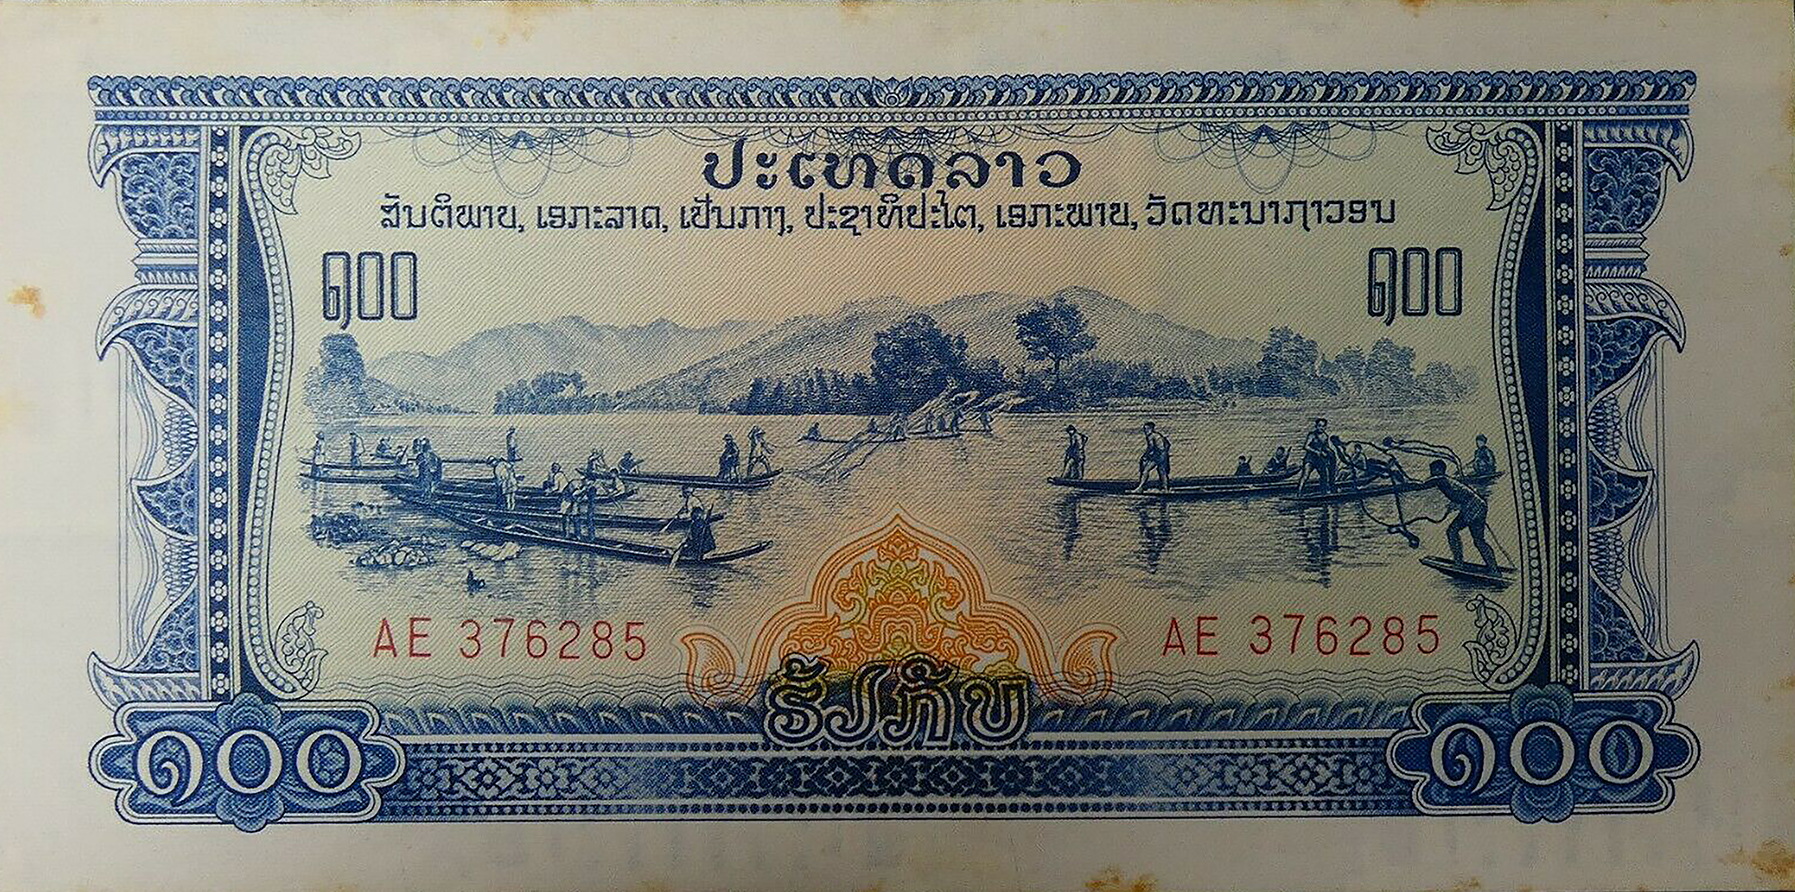 ປະເທດລາວ
ສັນຕິພາບ, ເອກະລາດ, ເປັນກາງ, ປະຊາທິປະໄຕ, ເອກະພາບ, ວັດທະນາຖາວອນ
໑໐໐ ໑໐໐
AE 376285 AE 376285
ຮ້ຽກີບ
໑໐໐ ໑໐໐